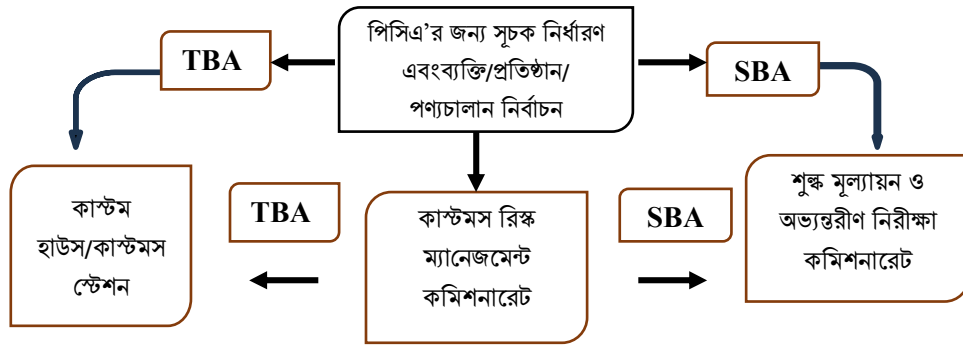 পিসিএ’র জন্য সূচক নির্ধারণ
এবংব্যক্তি/প্রতিষ্ঠান/
পণ্যচালান নির্বাচন
TBA
SBA
কাস্টম
হাউস/কাস্টমস
স্টেশন
TBA
কাস্টমস রিস্ক
ম্যানেজমেন্ট
কমিশনারেট
SBA
শুল্ক মূল্যায়ন ও
অভ্যন্তরীণ নিরীক্ষা
কমিশনারেট